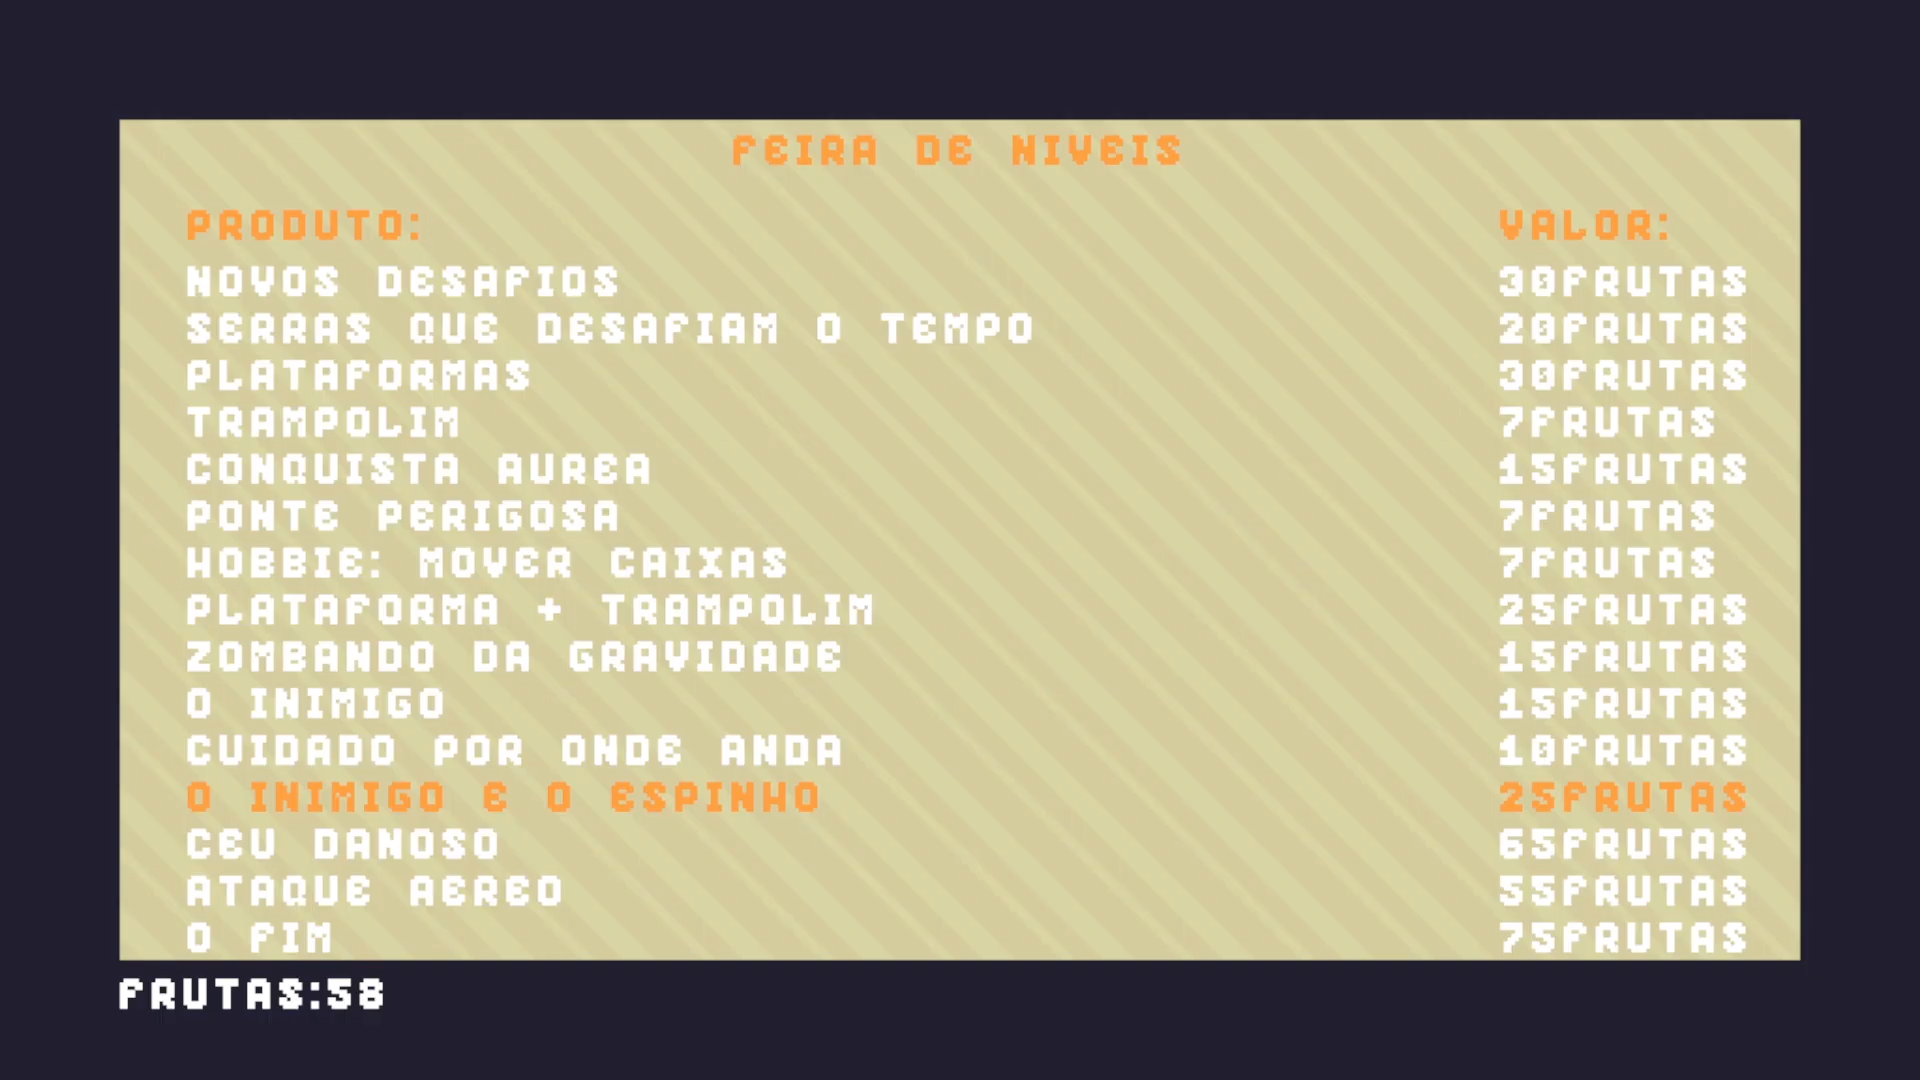 FEIRA DE NIVEIS
PRODUTO: VALOR:
NOVOS DESAFIOS 30FRUTAS
SERRAS QUE DESAFIAM O TEMPO 20FRUTAS
PLATAFORMAS 30FRUTAS
TRAMPOLIM 7FRUTAS
CONQUISTA AUREA 15FRUTAS
PONTE PERIGOSA 7FRUTAS
HOBBIE: MOVER CAIXAS 7FRUTAS
PLATAFORMA + TRAMPOLIM 25FRUTAS
ZOMBANDO DA GRAVIDADE 15FRUTAS
O INIMIGO 15FRUTAS
CUIDADO POR ONDE ANDA 10FRUTAS
O INIMIGO E O ESPINHO 25FRUTAS
CEU DANOSO 65FRUTAS
ATAQUE AEREO 55FRUTAS
O FIM 75FRUTAS
FRUTAS:58